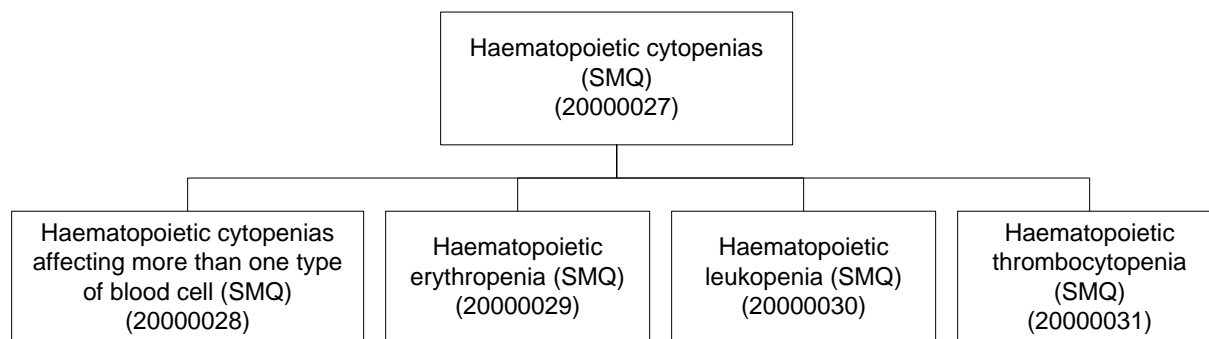 Haematopoietic cytopenias
(SMQ)
(20000027)
Haematopoietic cytopenias
affecting more than one type
of blood cell (SMQ)
(20000028)
Haematopoietic
erythropenia (SMQ)
(20000029)
Haematopoietic
leukopenia (SMQ)
(20000030)
Haematopoietic
thrombocytopenia
(SMQ)
(20000031)